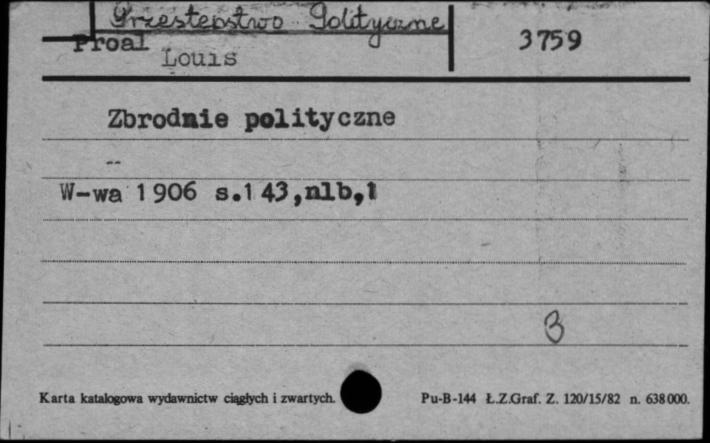 Przestępstwo Polityczne
3759
Proal
Louis
Zbrodnie polityczne
--
W-wa 1906 s.143,nlb,1
3
Karta katalogowa wydawnictw ciągłych i zwartych.
Pu-B-144 Ł.Z.Graf. Z. 120/15/82 n. 638000.